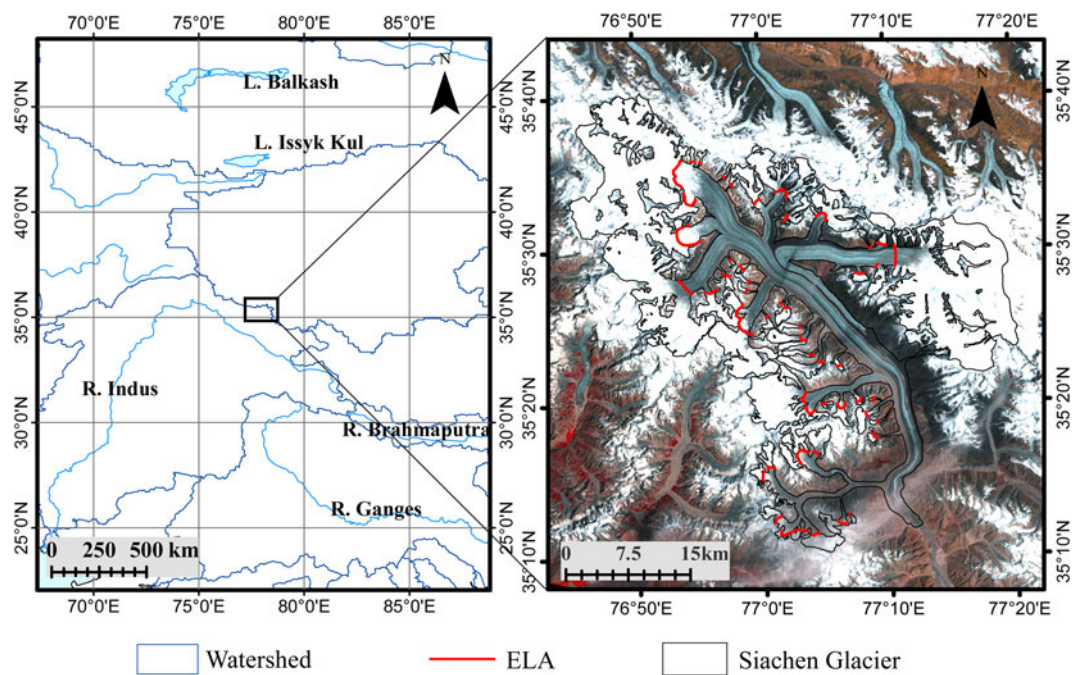 70°0'E 75°0'E 80°0'E 85°0'E
76°50'E 77°0'E 77°10'E 77°20'E
N
L. Balkash
45°0'N
45°0'N
L. Issyk Kul
40°0'N
40°0'N
35°0'N
35°0'N
R. Indus
30°0'N
30°0'N
R. Brahmaputra
R. Ganges
25°0'N
25°0'N
0 250 500 km
70°0'E 75°0'E 80°0'E 85°0'E
N
35°40'N
35°40'N
35°30'N
35°30'N
35°20'N
35°20'N
35°10'N
35°10'N
0 7.5 15km
76°50'E 77°0'E 77°10'E 77°20'E
Watershed ELA Siachen Glacier